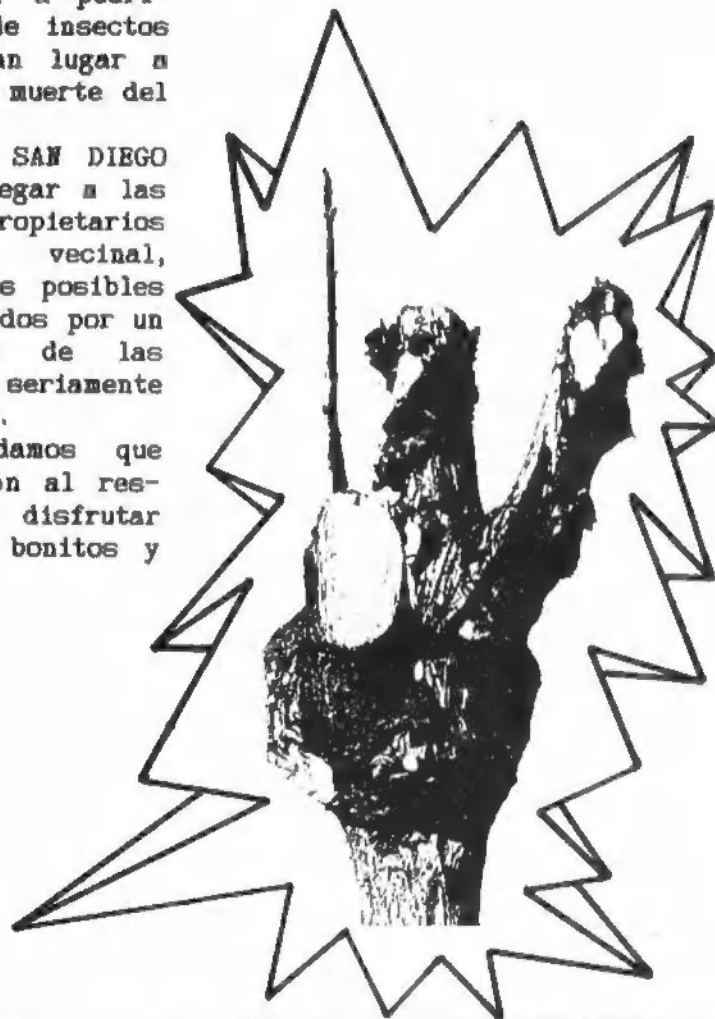 de insectos
an lugar a
muerte del
SAN DIEGO
egar a las
ropietarios
vecinal,
s posibles
dos por un
de las
seriamente
.
damos que
ón al res-
disfrutar
bonitos y